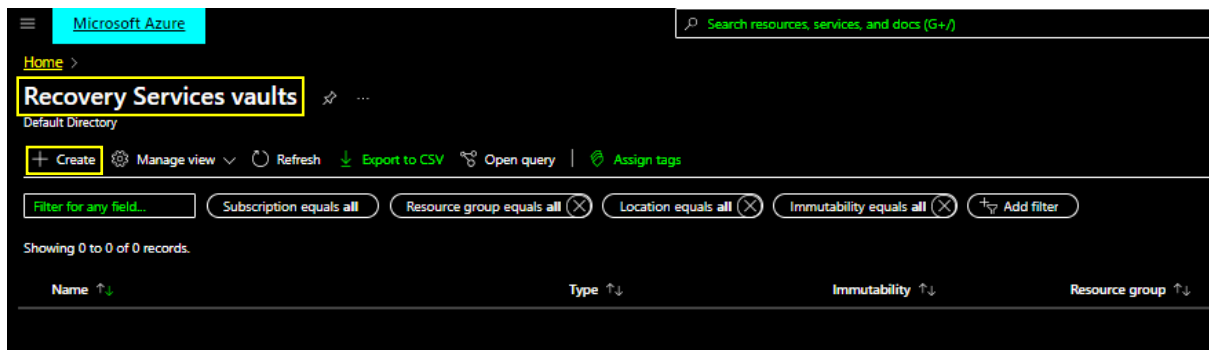 Microsoft Azure Search resources, services, and docs (G+/)
Home >
Recovery Services vaults ...
Default Directory
+ Create Manage view Refresh Export to CSV Open query | Assign tags
Filter for any field... Subscription equals all Resource group equals all Location equals all Immutability equals all Add filter
Showing 0 to 0 of 0 records.
Name ↑↓ Type ↑↓ Immutability ↑↓ Resource group ↑↓